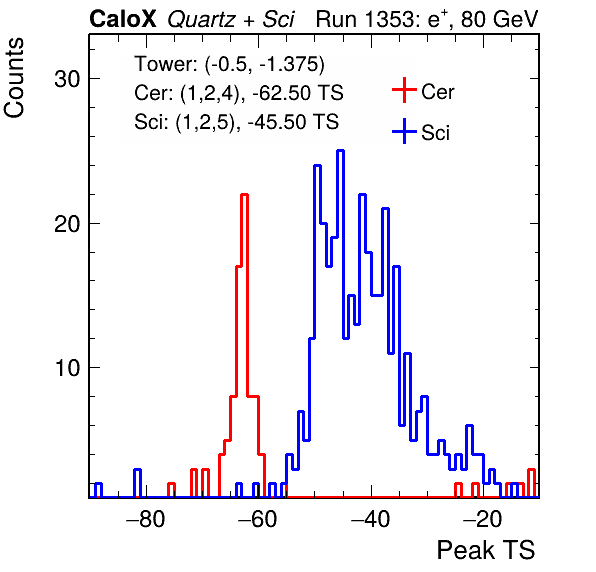 CaloX Quartz + Sci Run 1353: e⁺, 80 GeV
Counts
Tower: (-0.5, -1.375)
Cer: (1,2,4), -62.50 TS
Sci: (1,2,5), -45.50 TS
Cer
Sci
30
20
10
−80 −60 −40 −20
Peak TS